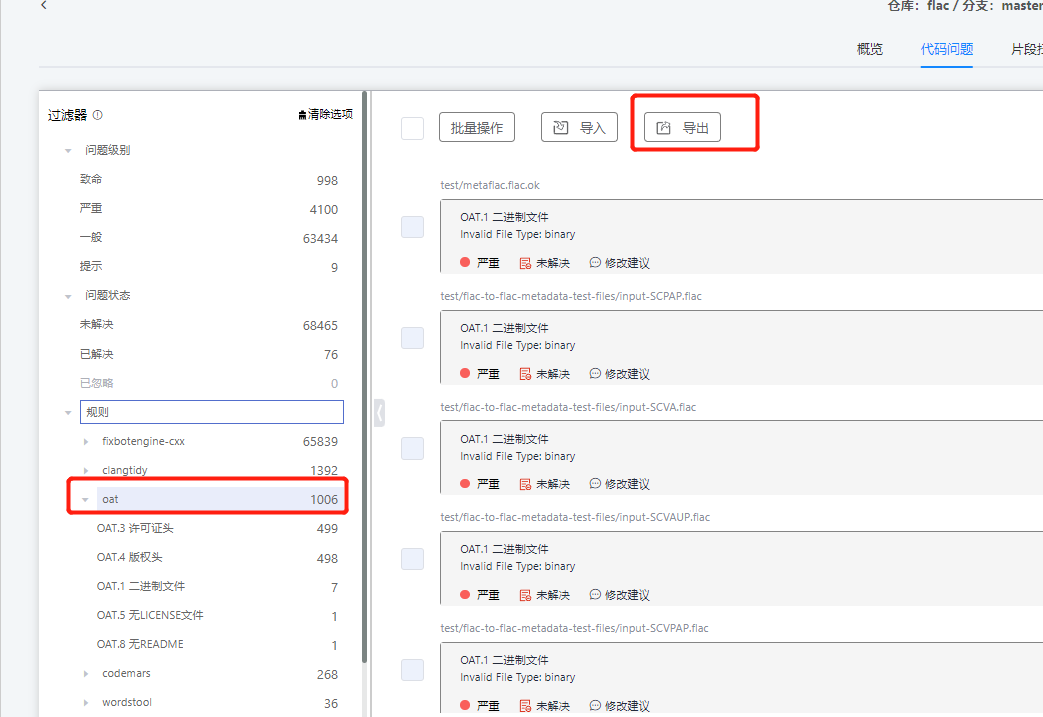 仓库：flac / 分支：master
概览 代码问题 片段扫
过滤器 清除选项
问题级别
致命 998
严重 4100
一般 63434
提示 9
问题状态
未解决 68465
已解决 76
已忽略 0
规则
fixbotengine-cxx 65839
clangtidy 1392
oat 1006
OAT.3 许可证头 499
OAT.4 版权头 498
OAT.1 二进制文件 7
OAT.5 无LICENSE文件 1
OAT.8 无README 1
codemars 268
wordstool 36
批量操作 导入 导出
test/metaflac.flac.ok
OAT.1 二进制文件
Invalid File Type: binary
严重 未解决 修改建议
test/flac-to-flac-metadata-test-files/input-SCPAP.flac
OAT.1 二进制文件
Invalid File Type: binary
严重 未解决 修改建议
test/flac-to-flac-metadata-test-files/input-SCVA.flac
OAT.1 二进制文件
Invalid File Type: binary
严重 未解决 修改建议
test/flac-to-flac-metadata-test-files/input-SCVAUP.flac
OAT.1 二进制文件
Invalid File Type: binary
严重 未解决 修改建议
test/flac-to-flac-metadata-test-files/input-SCVPAP.flac
OAT.1 二进制文件
Invalid File Type: binary
严重 未解决 修改建议